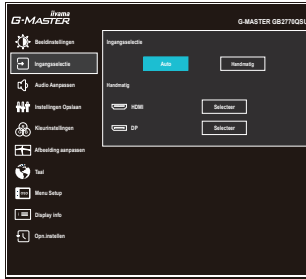 iiyama
G-MASTER
G-MASTER GB2770QSU
Beeldinstellingen
Ingangsselectie
Ingangsselectie
Auto
Handmatig
Audio Aanpassen
Handmatig
Instellingen Opslaan
HDMI
Selecteer
Kleurinstellingen
DP
Selecteer
Afbeelding aanpassen
Taal
OSD
Menu Setup
Display info
Opn.instellen